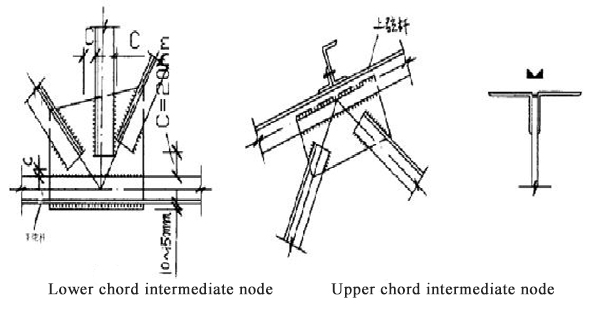 C
C
C=20mm
上弦杆
下弦杆
10~15mm
Lower chord intermediate node
Upper chord intermediate node